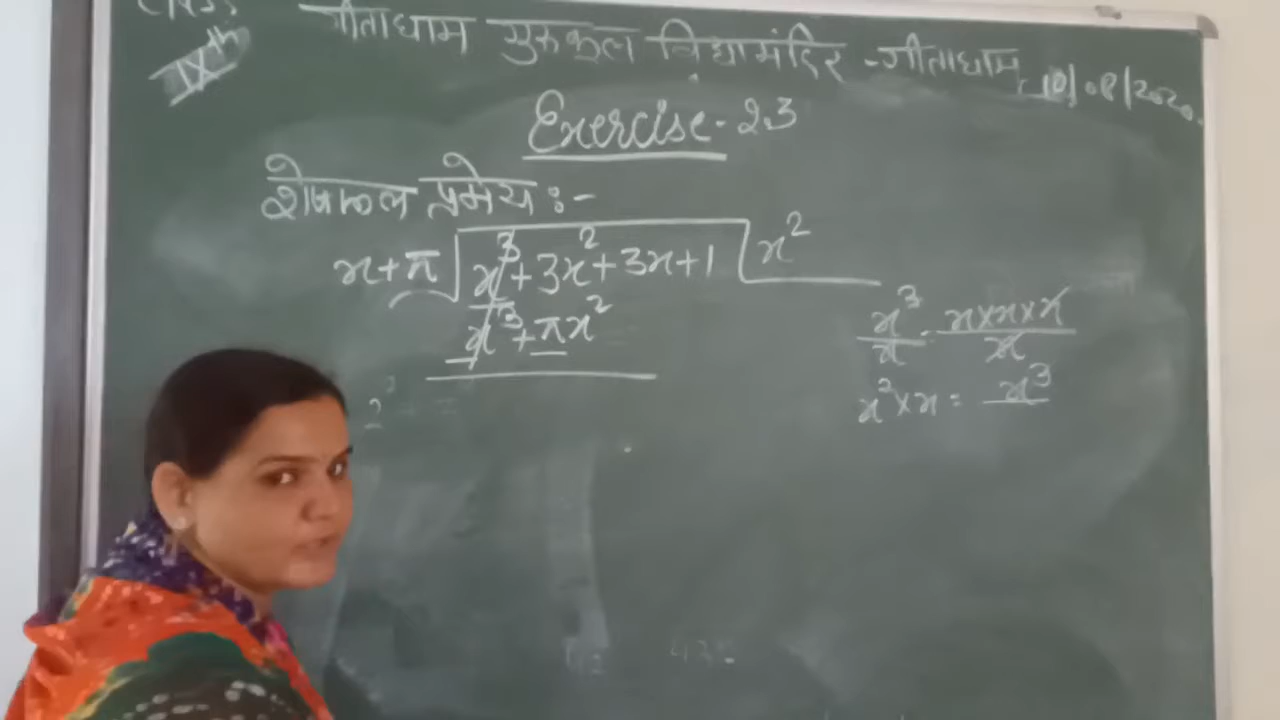 IXth
गीताधाम गुरुकुल विद्यामंदिर - गीताधाम
10/08/2020
Exercise - 2.3
शेषफल प्रमेय :-
x + π ) x³ + 3x² + 3x + 1 ( x²
x³ + πx²
x³/x = x×x×x/x
x² × x = x³